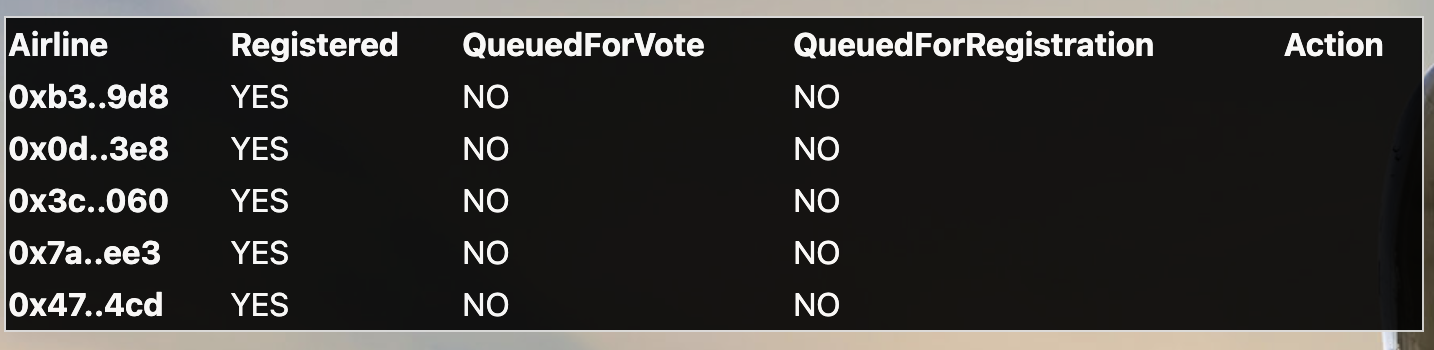 Airline Registered QueuedForVote QueuedForRegistration Action
0xb3..9d8 YES NO NO
0x0d..3e8 YES NO NO
0x3c..060 YES NO NO
0x7a..ee3 YES NO NO
0x47..4cd YES NO NO